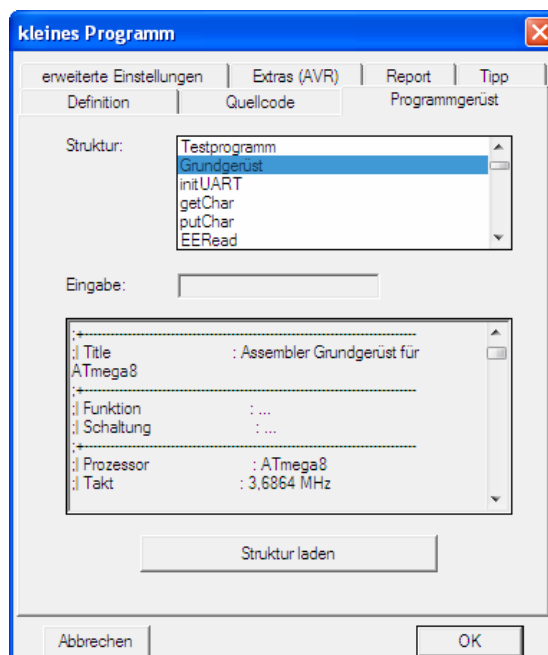 kleines Programm
erweiterte Einstellungen Extras (AVR) Report Tipp
Definition Quellcode Programmgerüst
Struktur:
Testprogramm
Grundgerüst
initUART
getChar
putChar
EERead
Eingabe:
;+----------------------------------------------------------------------
;| Title : Assembler Grundgerüst für
ATmega8
;+----------------------------------------------------------------------
;| Funktion : ...
;| Schaltung : ...
;+----------------------------------------------------------------------
;| Prozessor : ATmega8
;| Takt : 3,6864 MHz
Struktur laden
Abbrechen OK